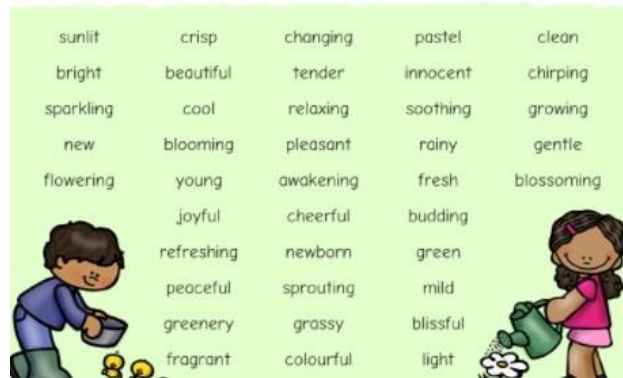 sunlit crisp changing pastel clean
bright beautiful tender innocent chirping
sparkling cool relaxing soothing growing
new blooming pleasant rainy gentle
flowering young awakening fresh blossoming
joyful cheerful budding
refreshing newborn green
peaceful sprouting mild
greenery grassy blissful
fragrant colourful light